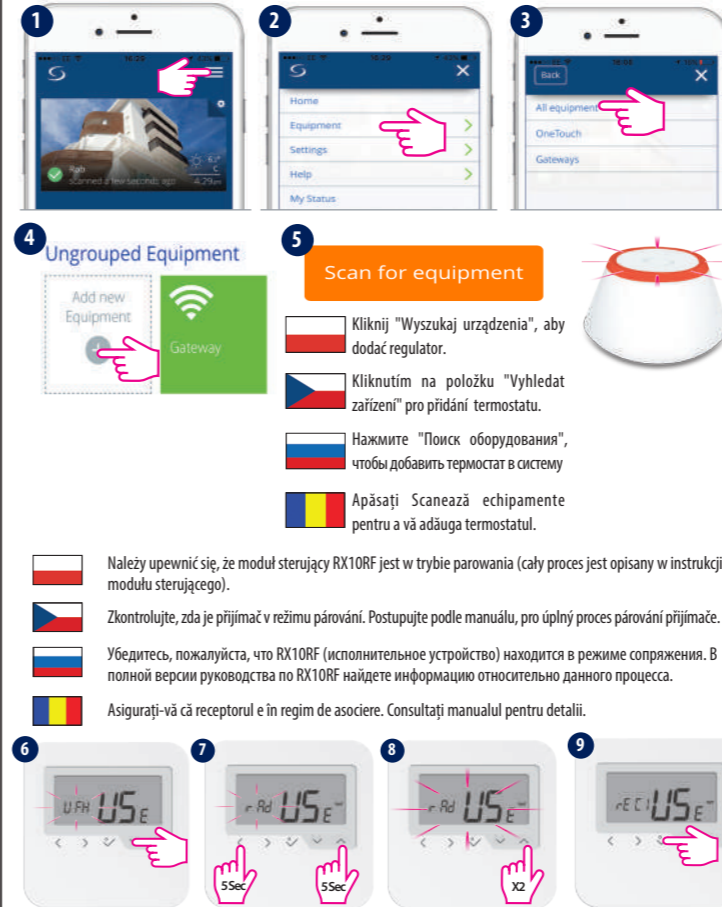 1
2
3
16:29
Rab
scanned a few seconds ago
4:29
Home
Equipment
Settings
Help
My Status
Back
All equipment
OneTouch
Gateways
4
Ungrouped Equipment
Add new
Equipment
Gateway
5
Scan for equipment
Kliknij "Wyszukaj urządzenia", aby
dodać regulator.
Kliknutím na položku "Vyhledat
zařízení" pro přidání termostatu.
Нажмите "Поиск оборудования",
чтобы добавить термостат в систему
Apăsați Scanează echipamente
pentru a vă adăuga termostatul.
Należy upewnić się, że moduł sterujący RX10RF jest w trybie parowania (cały proces jest opisany w instrukcji
modułu sterującego).
Zkontrolujte, zda je přijímač v režimu párování. Postupujte podle manuálu, pro úplný proces párování přijímače.
Убедитесь, пожалуйста, что RX10RF (исполнительное устройство) находится в режиме сопряжения. В
полной версии руководства по RX10RF найдете информацию относительно данного процесса.
Asigurați-vă că receptorul e în regim de asociere. Consultați manualul pentru detalii.
6
UFH USE
7
rAd USE
5Sec
5Sec
8
rAd USE
X2
9
rEC1 USE